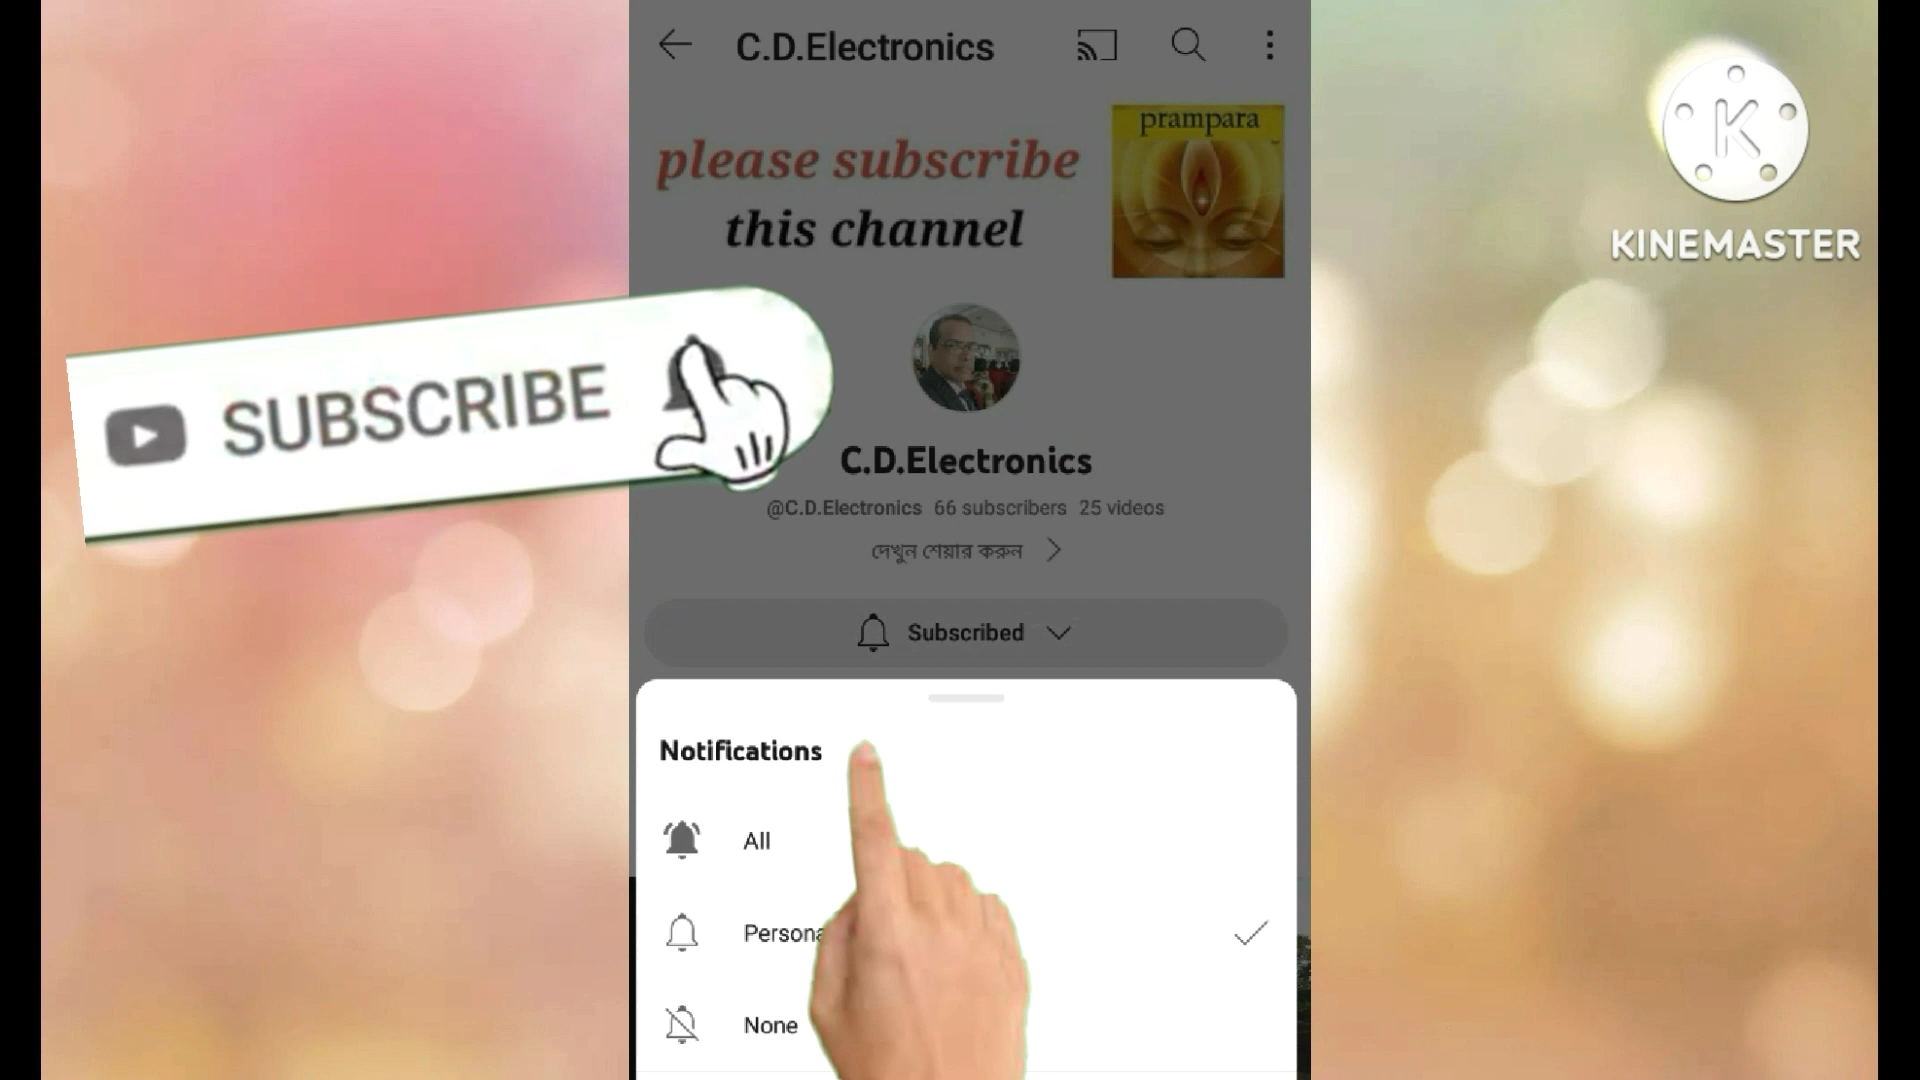 C.D.Electronics
please subscribe
this channel
prampara
KINEMASTER
SUBSCRIBE
C.D.Electronics
@C.D.Electronics 66 subscribers 25 videos
দেখুন শেয়ার করুন
Subscribed
Notifications
All
None